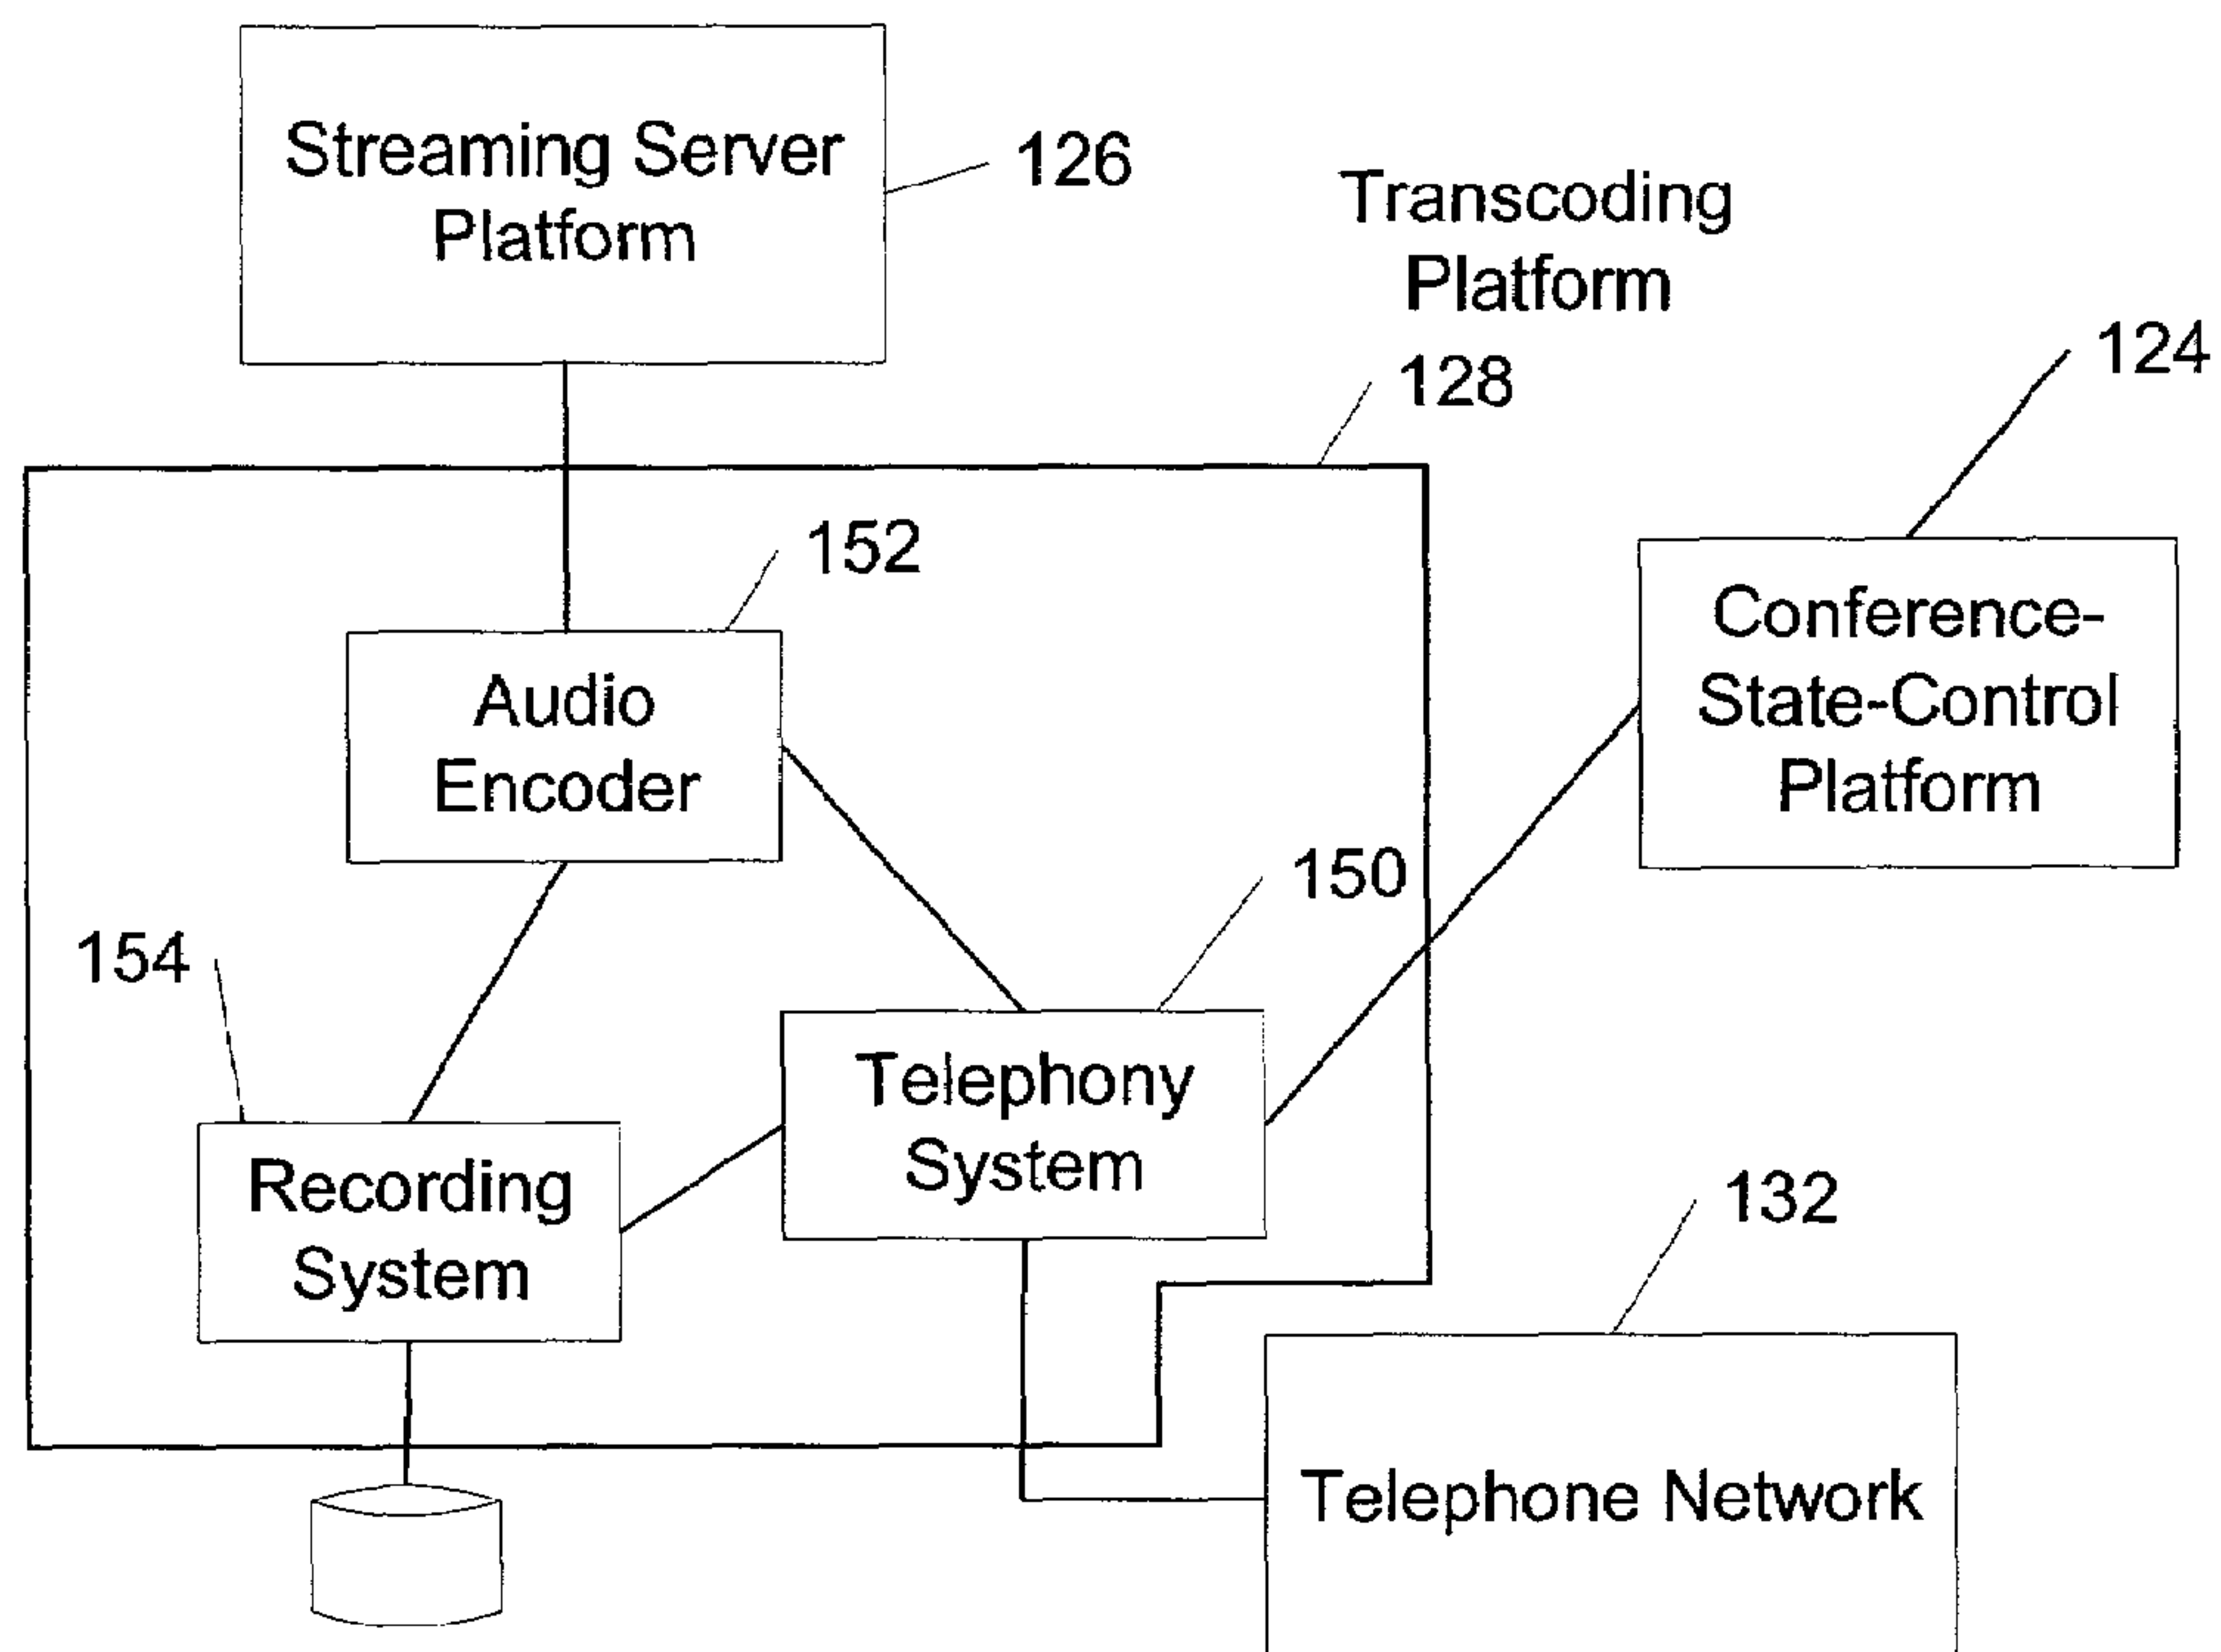 Streaming Server
Platform
126
Transcoding
Platform
128
124
152
Audio
Encoder
Conference-
State-Control
Platform
150
154
Telephony
System
Recording
System
132
Telephone Network